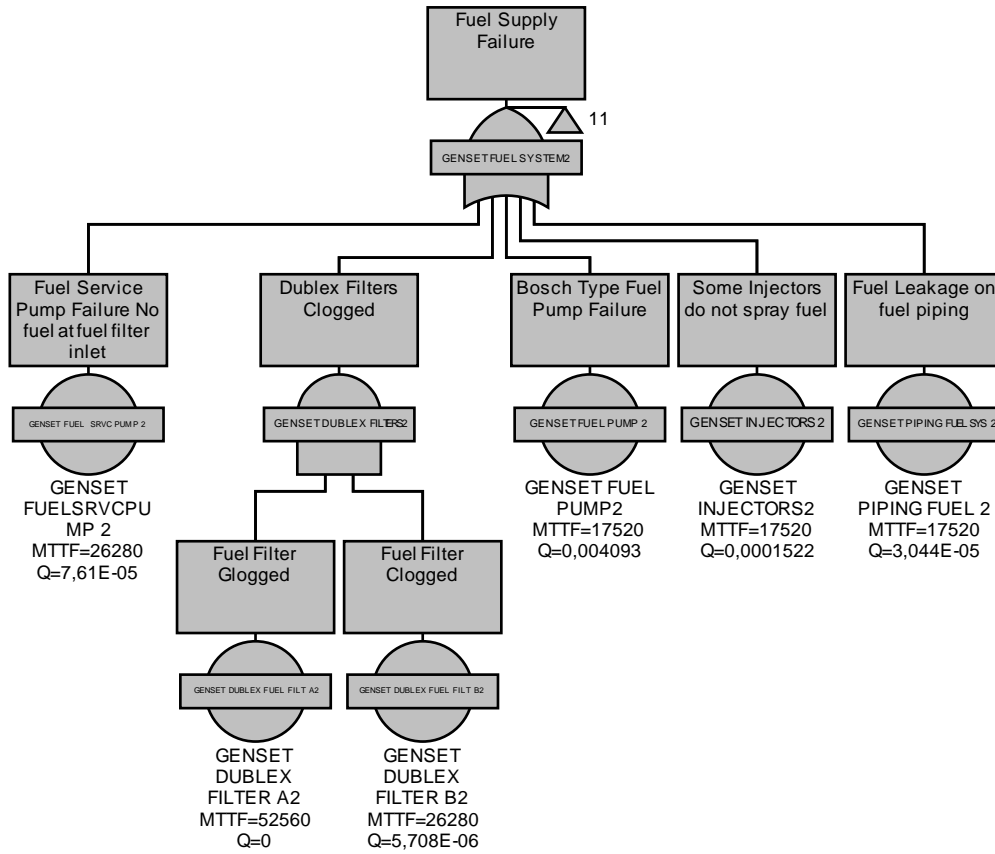 Fuel Supply
Failure
11
GENSET FUEL SYSTEM2
Fuel Service
Pump Failure No
fuel at fuel filter
inlet
Dublex Filters
Clogged
Bosch Type Fuel
Pump Failure
Some Injectors
do not spray fuel
Fuel Leakage on
fuel piping
GENSET FUEL SRVC PUMP 2
GENSET DUBLEX FILTERS2
GENSET FUEL PUMP 2
GENSET INJECTORS 2
GENSET PIPING FUEL SYS 2
GENSET
FUELSRVCPU
MP 2
MTTF=26280
Q=7,61E-05
GENSET FUEL
PUMP2
MTTF=17520
Q=0,004093
GENSET
INJECTORS2
MTTF=17520
Q=0,0001522
GENSET
PIPING FUEL 2
MTTF=17520
Q=3,044E-05
Fuel Filter
Glogged
Fuel Filter
Clogged
GENSET DUBLEX FUEL FILT A2
GENSET DUBLEX FUEL FILT B2
GENSET
DUBLEX
FILTER A2
MTTF=52560
Q=0
GENSET
DUBLEX
FILTER B2
MTTF=26280
Q=5,708E-06